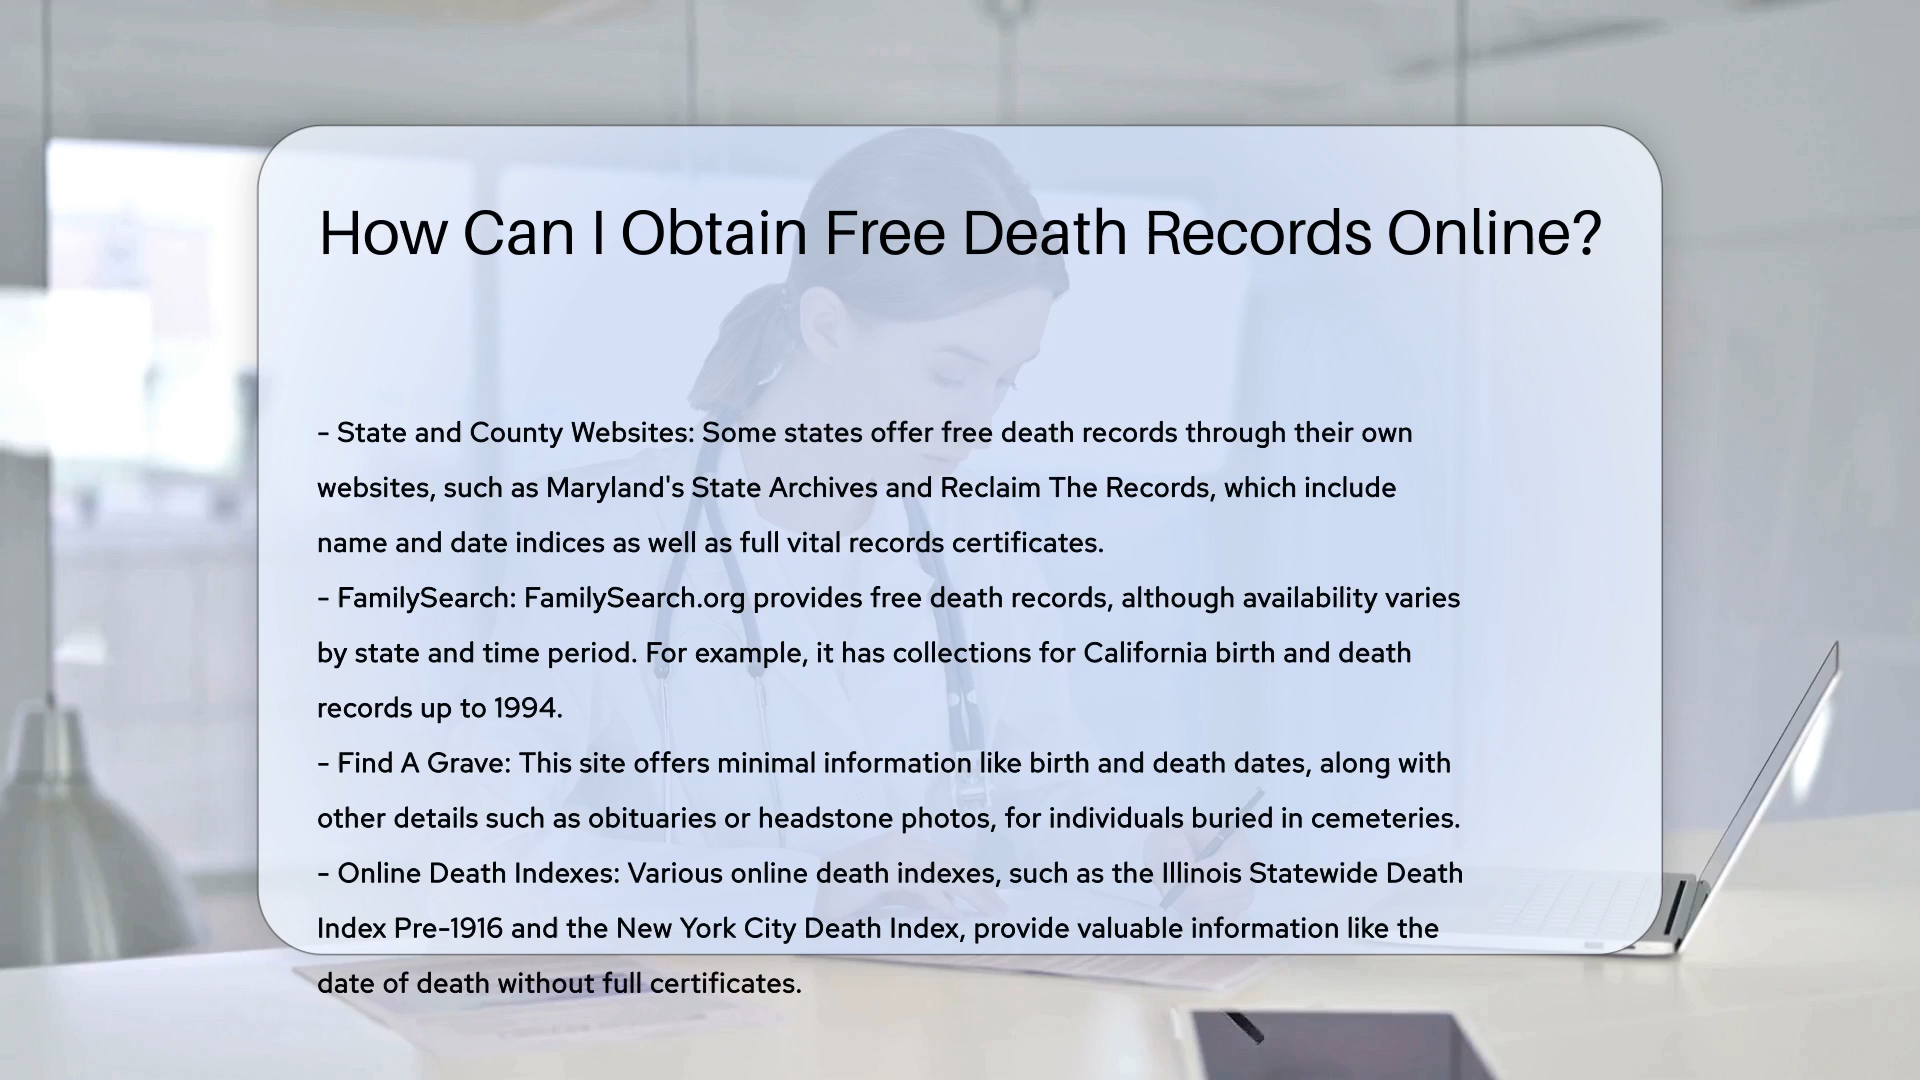 How Can I Obtain Free Death Records Online?
- State and County Websites: Some states offer free death records through their own
websites, such as Maryland's State Archives and Reclaim The Records, which include
name and date indices as well as full vital records certificates.
- FamilySearch: FamilySearch.org provides free death records, although availability varies
by state and time period. For example, it has collections for California birth and death
records up to 1994.
- Find A Grave: This site offers minimal information like birth and death dates, along with
other details such as obituaries or headstone photos, for individuals buried in cemeteries.
- Online Death Indexes: Various online death indexes, such as the Illinois Statewide Death
Index Pre-1916 and the New York City Death Index, provide valuable information like the
date of death without full certificates.